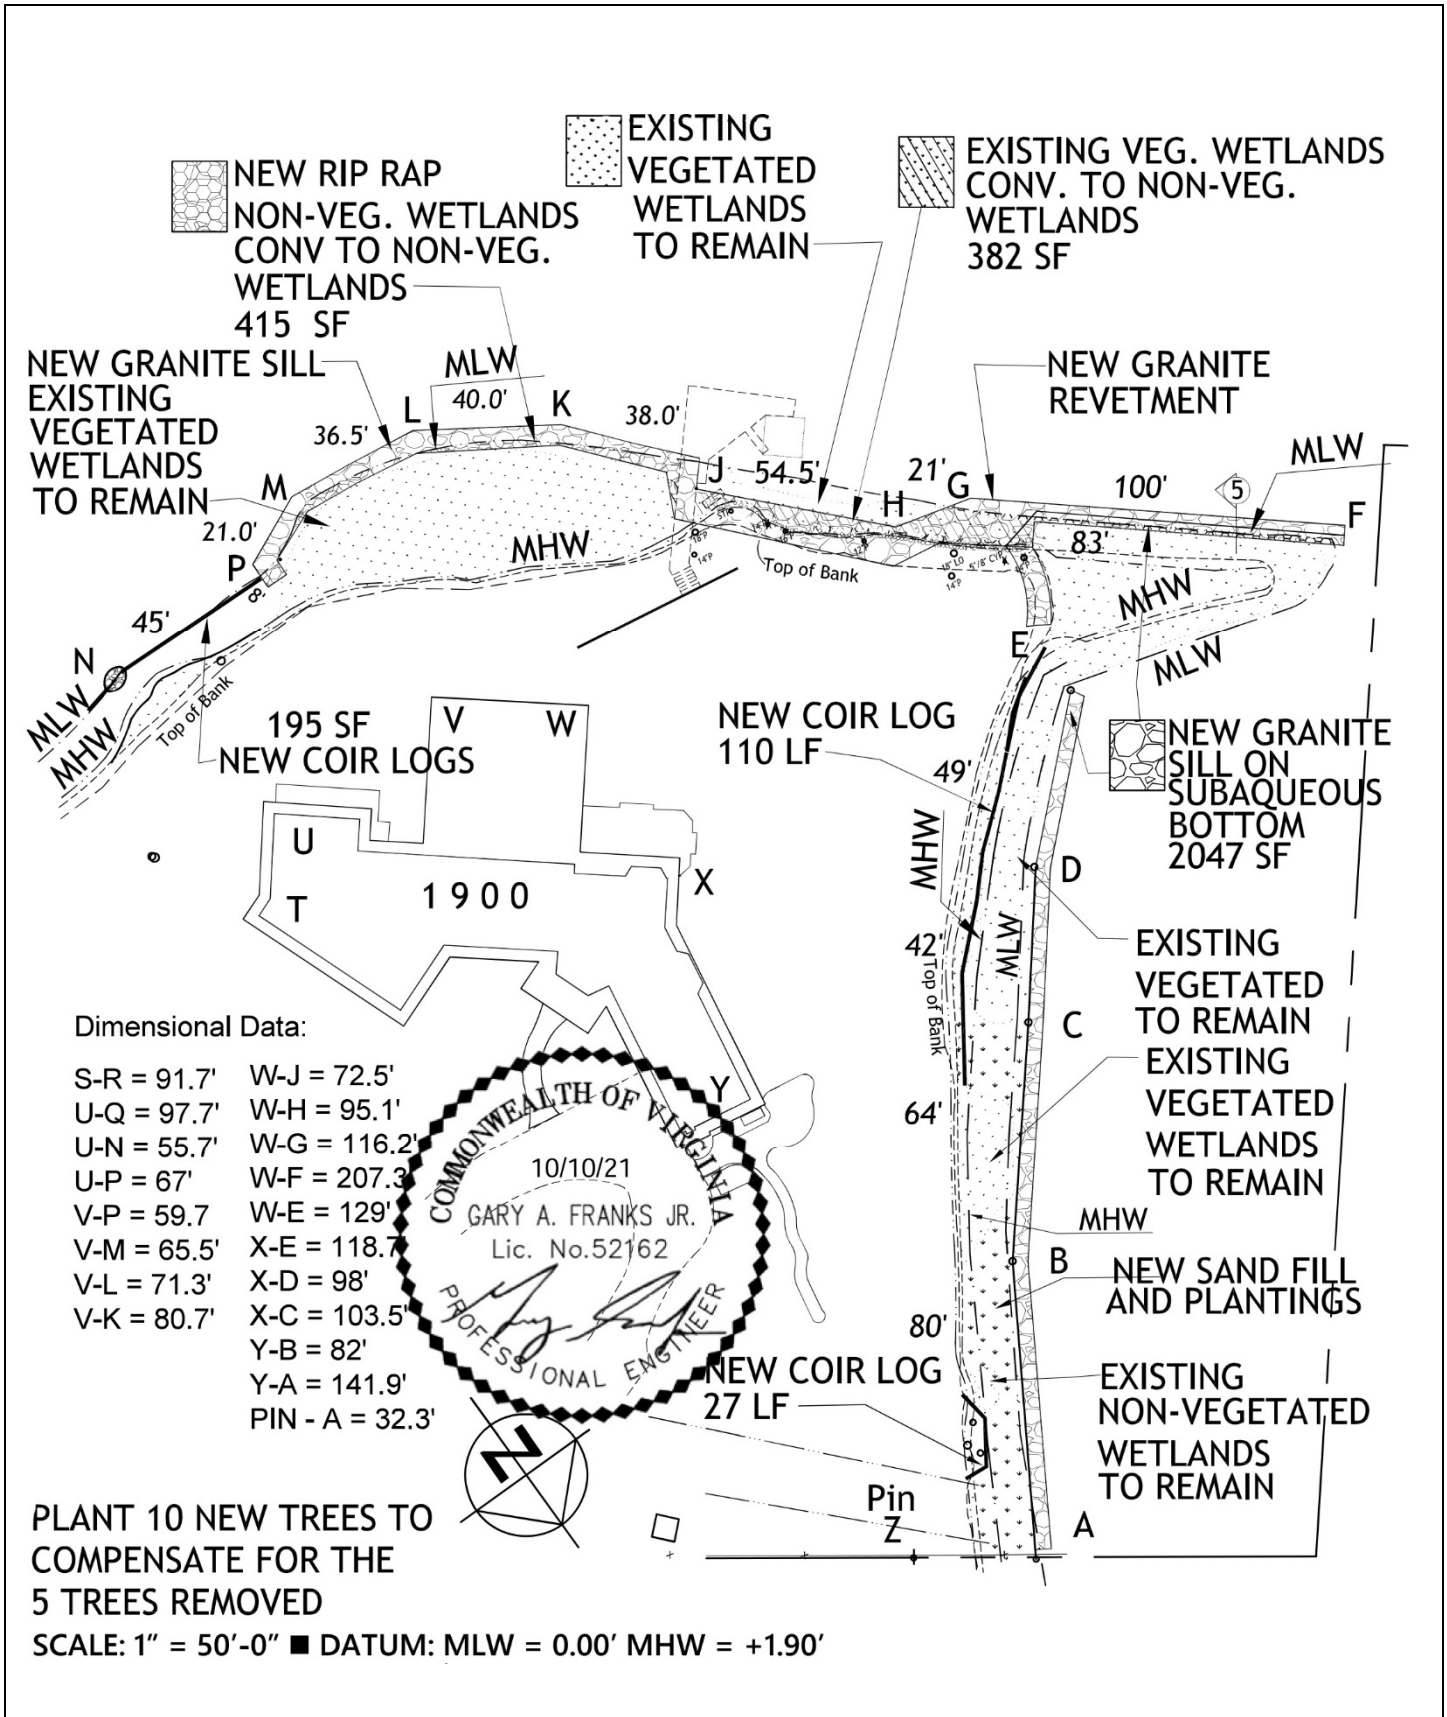 EXISTING
VEGETATED
WETLANDS
TO REMAIN
EXISTING VEG. WETLANDS
CONV. TO NON-VEG.
WETLANDS
382 SF
NEW RIP RAP
NON-VEG. WETLANDS
CONV TO NON-VEG.
WETLANDS
415 SF
NEW GRANITE SILL
EXISTING
VEGETATED
WETLANDS
TO REMAIN
MLW
40.0'
L
K
38.0'
36.5'
M
21.0'
P
8'
45'
N
MLW
MHW
Top of Bank
MHW
J
54.5'
H
21'
G
NEW GRANITE
REVETMENT
100'
5
MLW
F
83'
Top of Bank
18"P
14"P
14"P
MHW
MLW
E
195 SF
NEW COIR LOGS
V
W
U
T
1900
X
Y
NEW COIR LOG
110 LF
49'
MHW
MLW
42'
Top of Bank
64'
80'
D
C
B
A
NEW GRANITE
SILL ON
SUBAQUEOUS
BOTTOM
2047 SF
EXISTING
VEGETATED
TO REMAIN
EXISTING
VEGETATED
WETLANDS
TO REMAIN
MHW
NEW SAND FILL
AND PLANTINGS
EXISTING
NON-VEGETATED
WETLANDS
TO REMAIN
NEW COIR LOG
27 LF
Pin
Z
Dimensional Data:
S-R = 91.7'
U-Q = 97.7'
U-N = 55.7'
U-P = 67'
V-P = 59.7
V-M = 65.5'
V-L = 71.3'
V-K = 80.7'
W-J = 72.5'
W-H = 95.1'
W-G = 116.2'
W-F = 207.3
W-E = 129'
X-E = 118.7
X-D = 98'
X-C = 103.5'
Y-B = 82'
Y-A = 141.9'
PIN - A = 32.3'
COMMONWEALTH OF VIRGINIA
10/10/21
GARY A. FRANKS JR.
Lic. No.52162
PROFESSIONAL ENGINEER
N
PLANT 10 NEW TREES TO
COMPENSATE FOR THE
5 TREES REMOVED
SCALE: 1" = 50'-0" ■ DATUM: MLW = 0.00' MHW = +1.90'